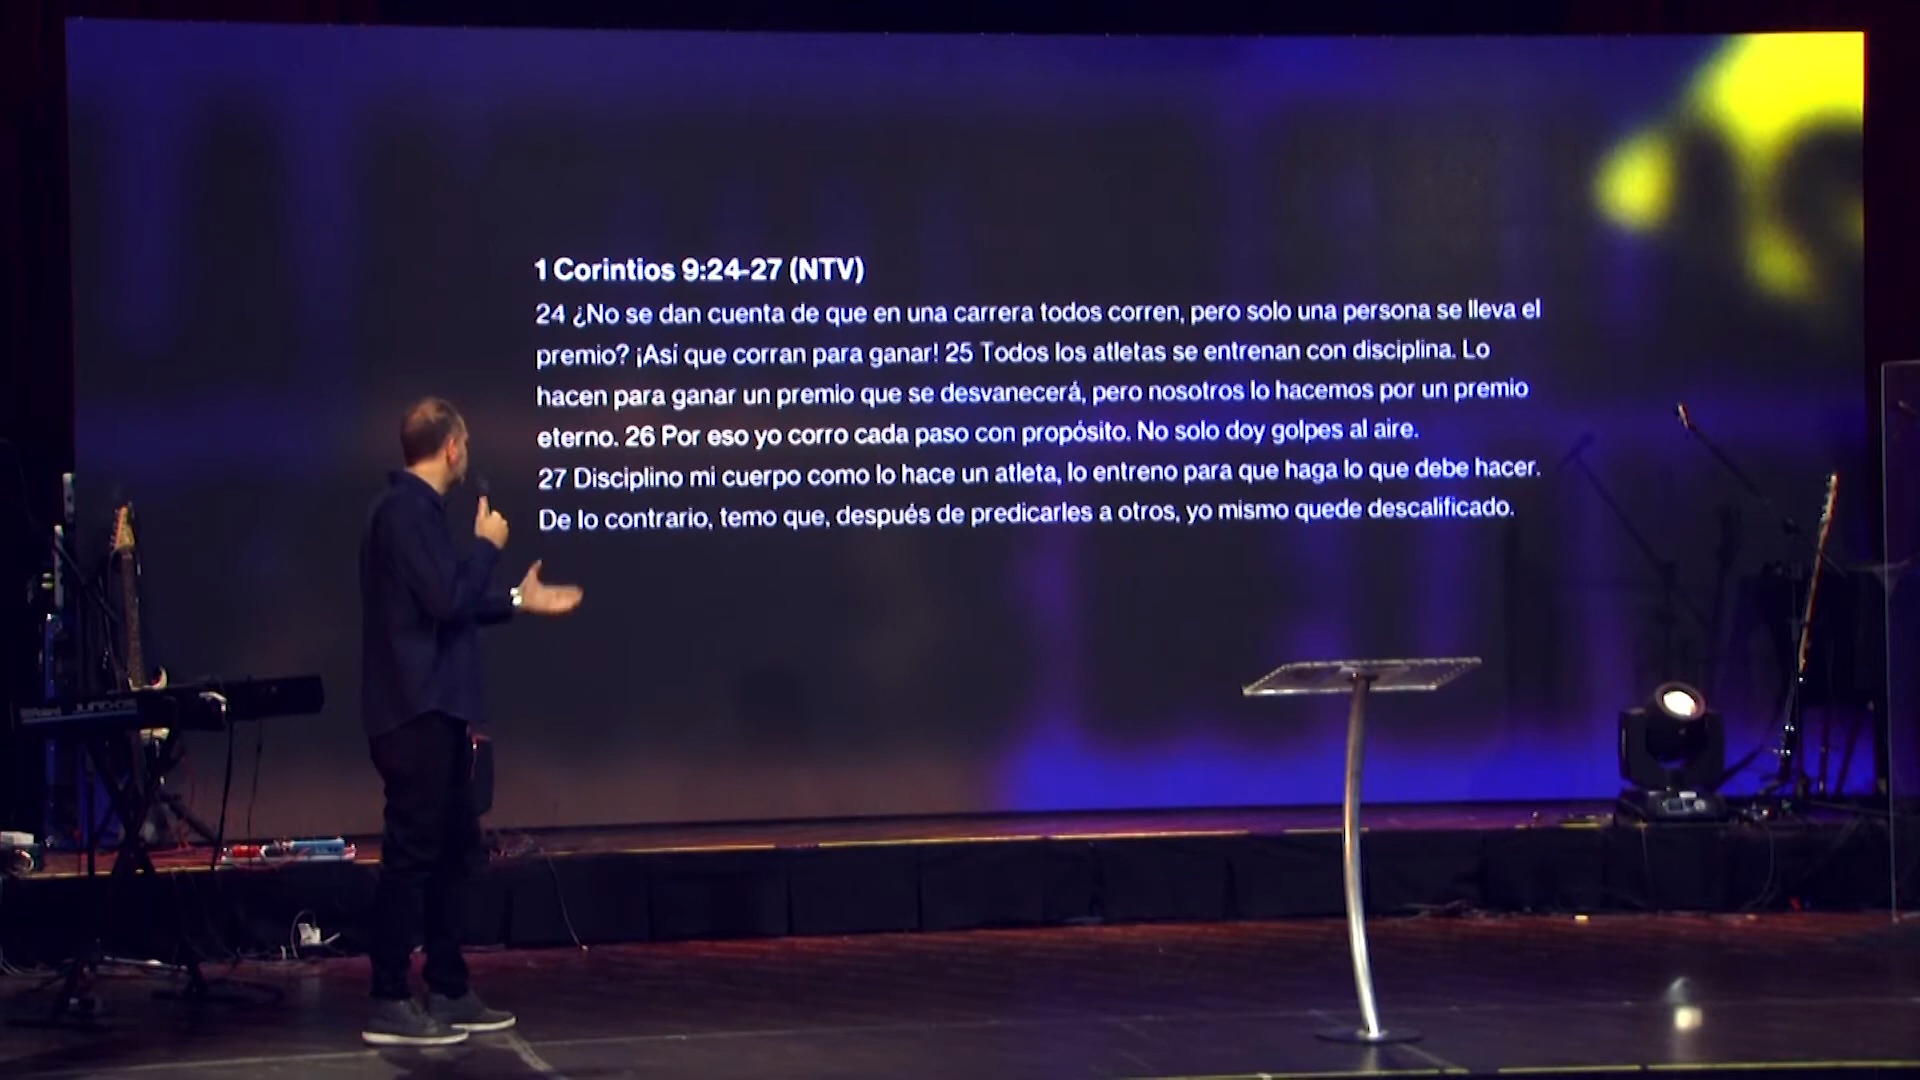 1 Corintios 9:24-27 (NTV)
24 ¿No se dan cuenta de que en una carrera todos corren, pero solo una persona se lleva el
premio? ¡Así que corran para ganar! 25 Todos los atletas se entrenan con disciplina. Lo
hacen para ganar un premio que se desvanecerá, pero nosotros lo hacemos por un premio
eterno. 26 Por eso yo corro cada paso con propósito. No solo doy golpes al aire.
27 Disciplino mi cuerpo como lo hace un atleta, lo entreno para que haga lo que debe hacer.
De lo contrario, temo que, después de predicarles a otros, yo mismo quede descalificado.
Roland